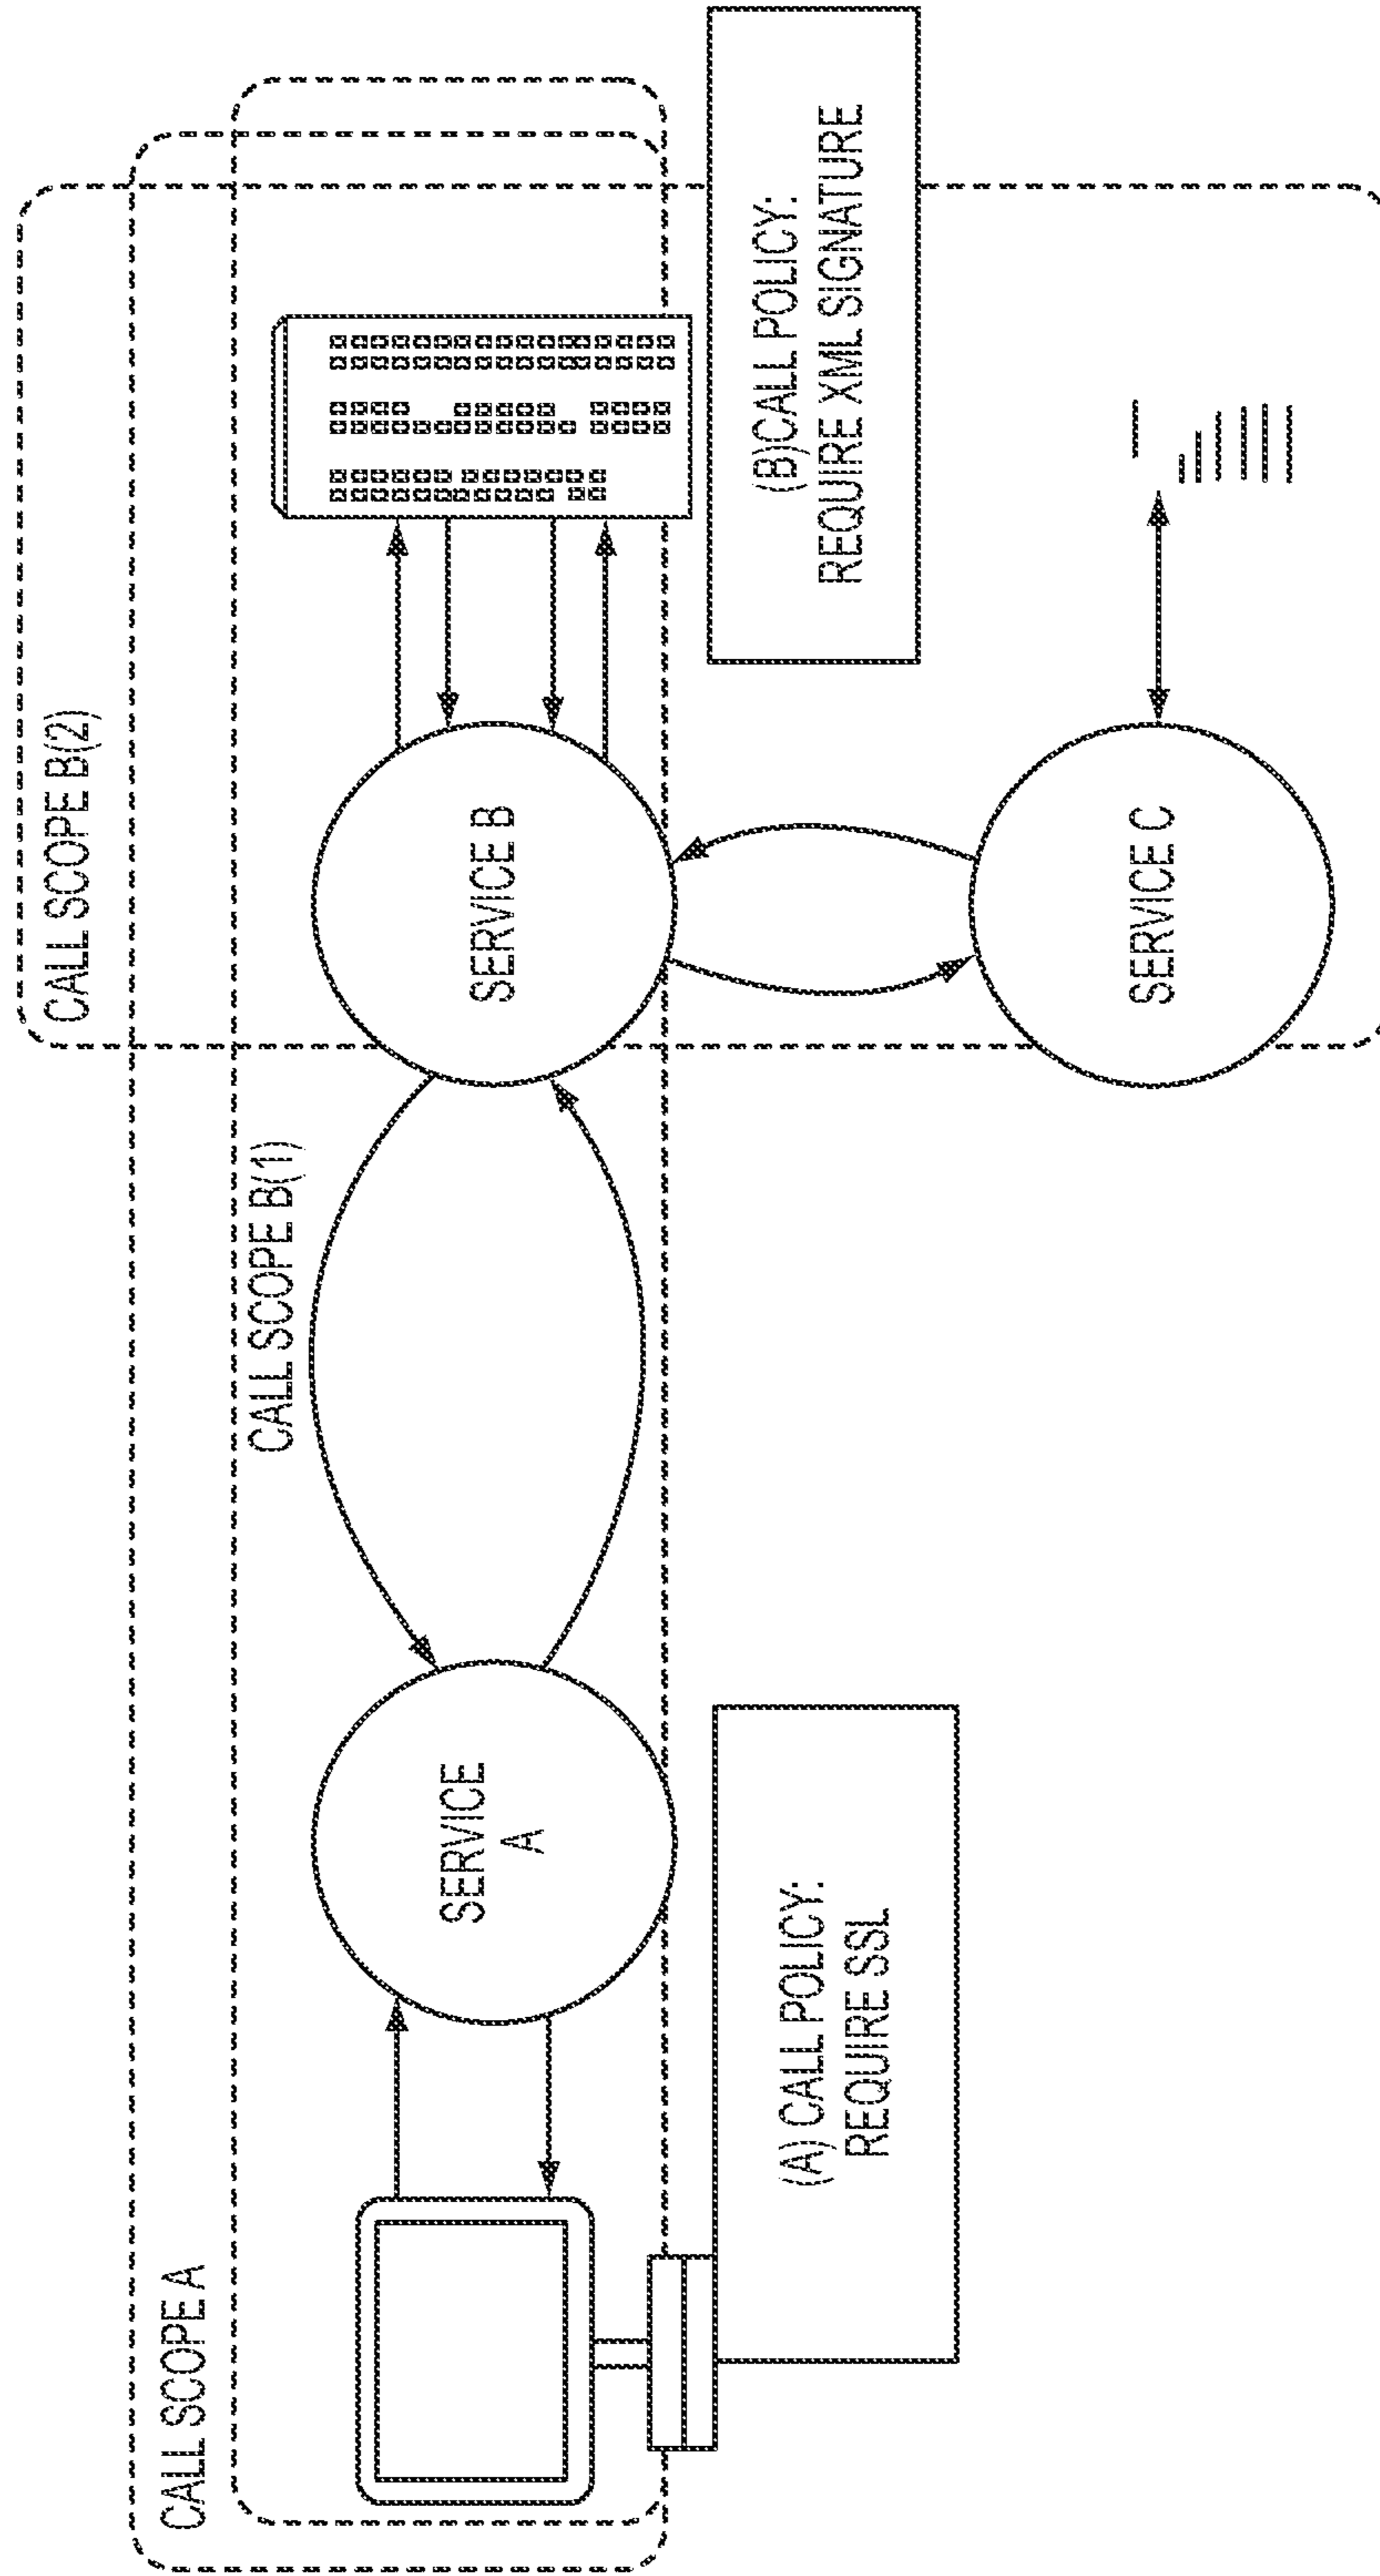 CALL SCOPE B(2)
CALL SCOPE A
CALL SCOPE B(1)
SERVICE
A
SERVICE B
(A) CALL POLICY:
REQUIRE SSL
(B)CALL POLICY:
REQUIRE XML SIGNATURE
SERVICE C